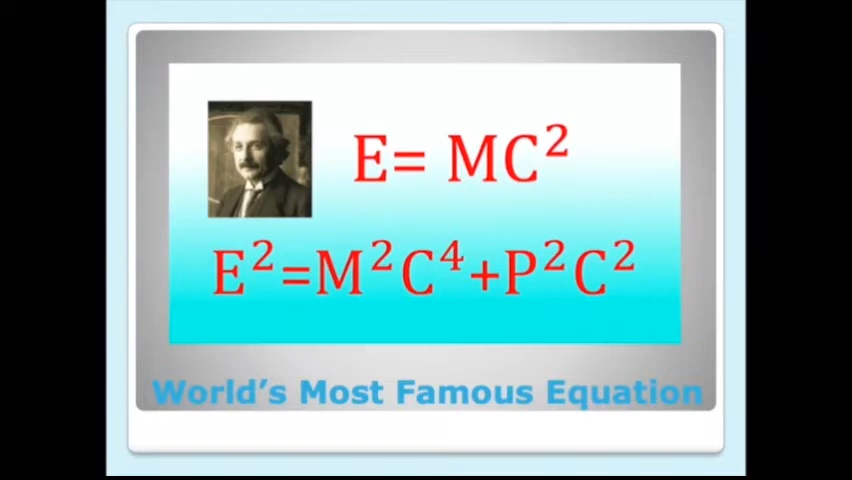 E= MC²
E²=M²C⁴+P²C²
World's Most Famous Equation